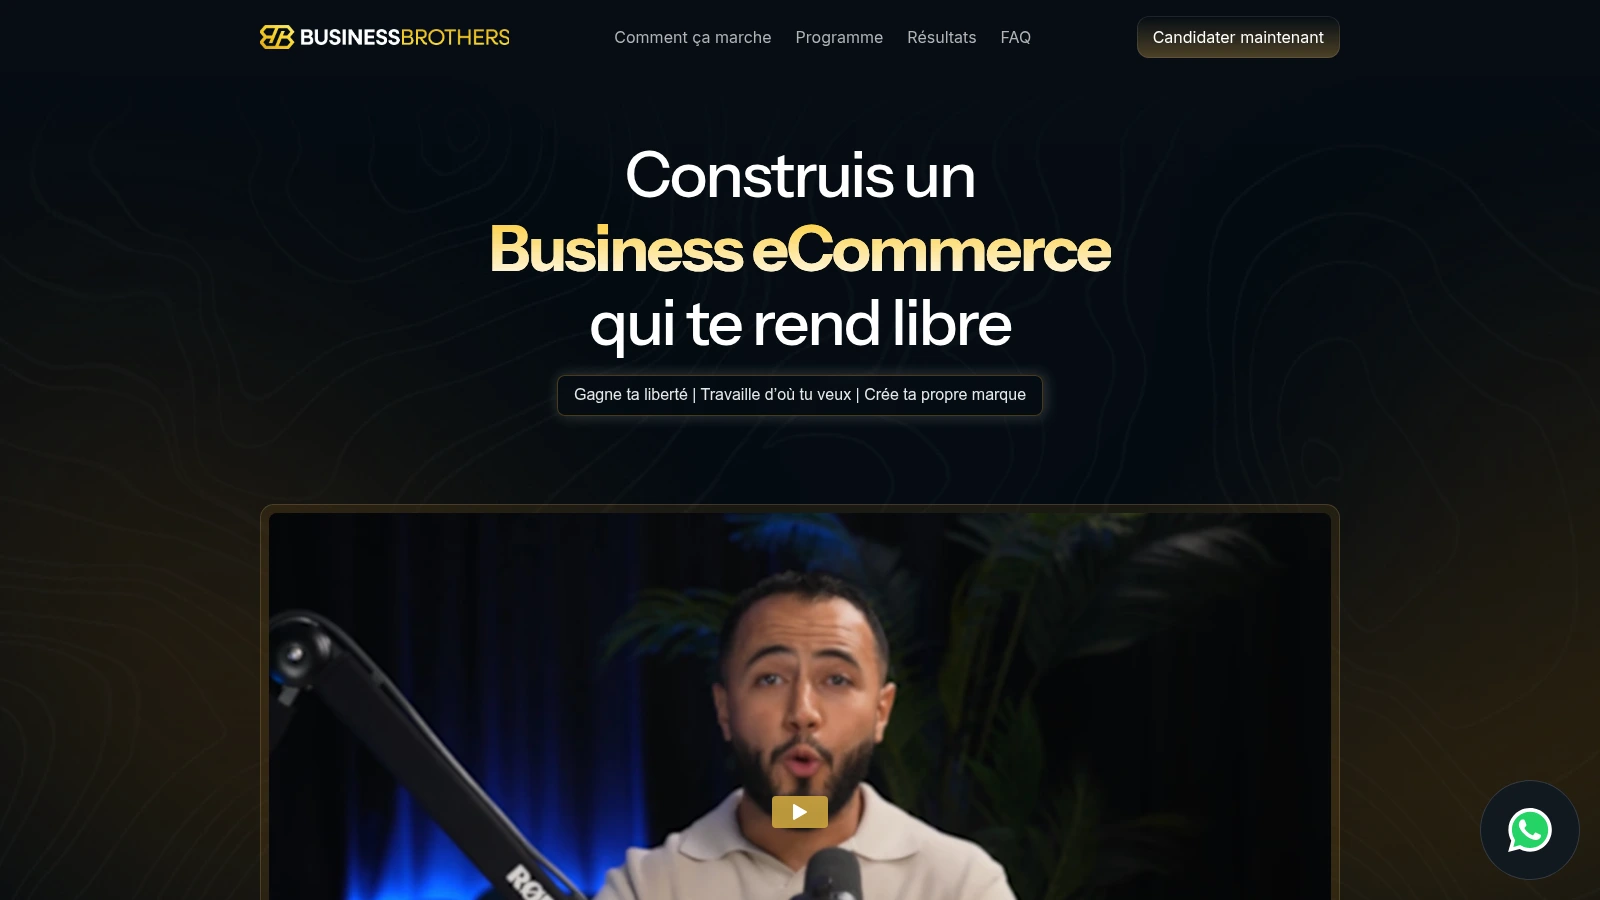 BUSINESSBROTHERS
Comment ça marche
Programme
Résultats
FAQ
Candidater maintenant
Construis un
Business eCommerce
qui te rend libre
Gagne ta liberté | Travaille d'où tu veux | Crée ta propre marque